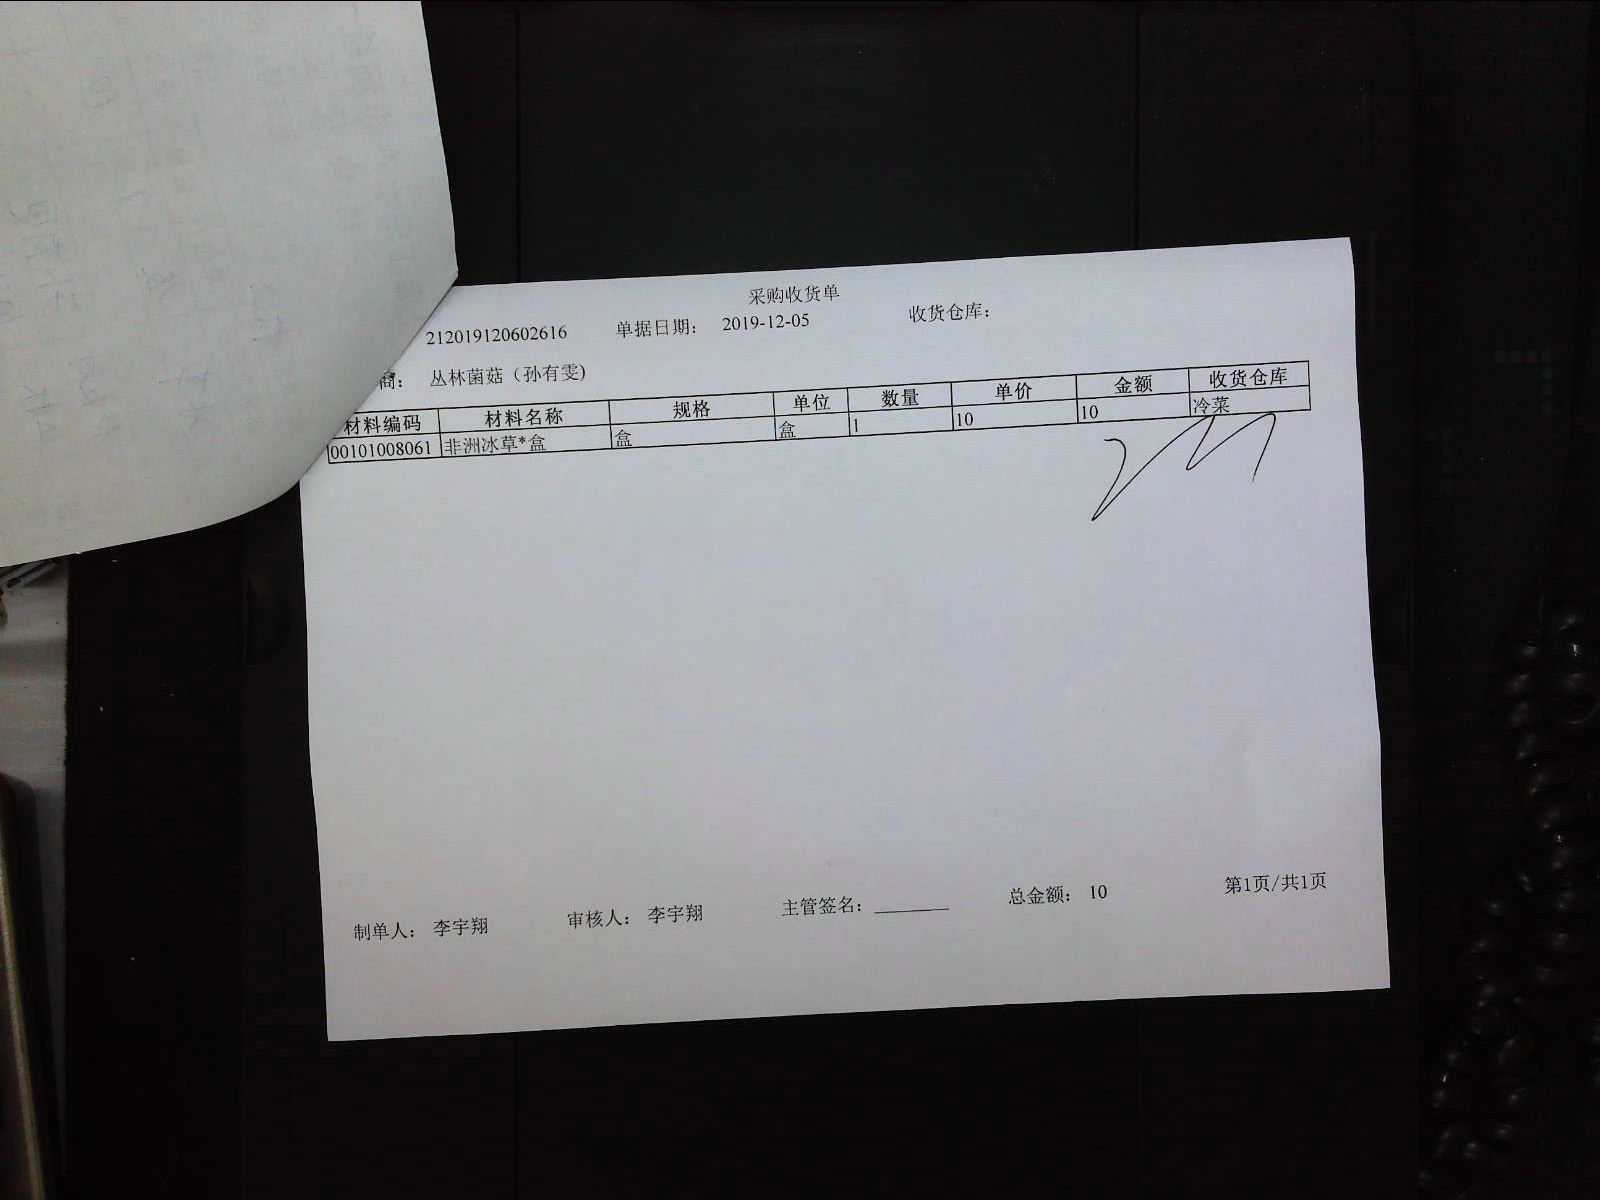 采购收货单
212019120602616 单据日期： 2019-12-05 收货仓库：
商： 丛林菌菇（孙有雯)
材料编码 材料名称 规格 单位 数量 单价 金额 收货仓库
00101008061 非洲冰草*盒 盒 盒 1 10 10 冷菜
制单人： 李宇翔 审核人： 李宇翔 主管签名：________ 总金额： 10 第1页/共1页